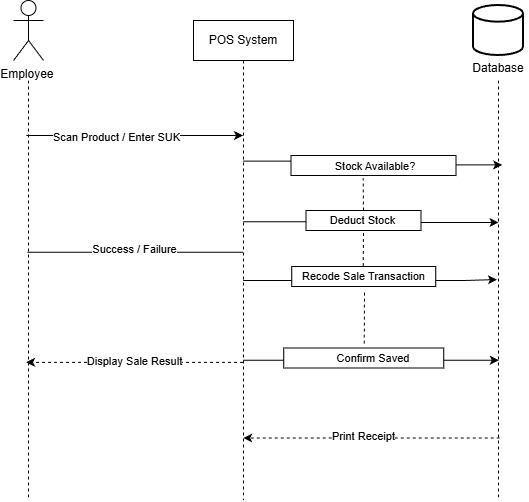 POS System
Employee
Database
Scan Product / Enter SUK
Stock Available?
Deduct Stock
Success / Failure
Recode Sale Transaction
Confirm Saved
Display Sale Result
Print Receipt